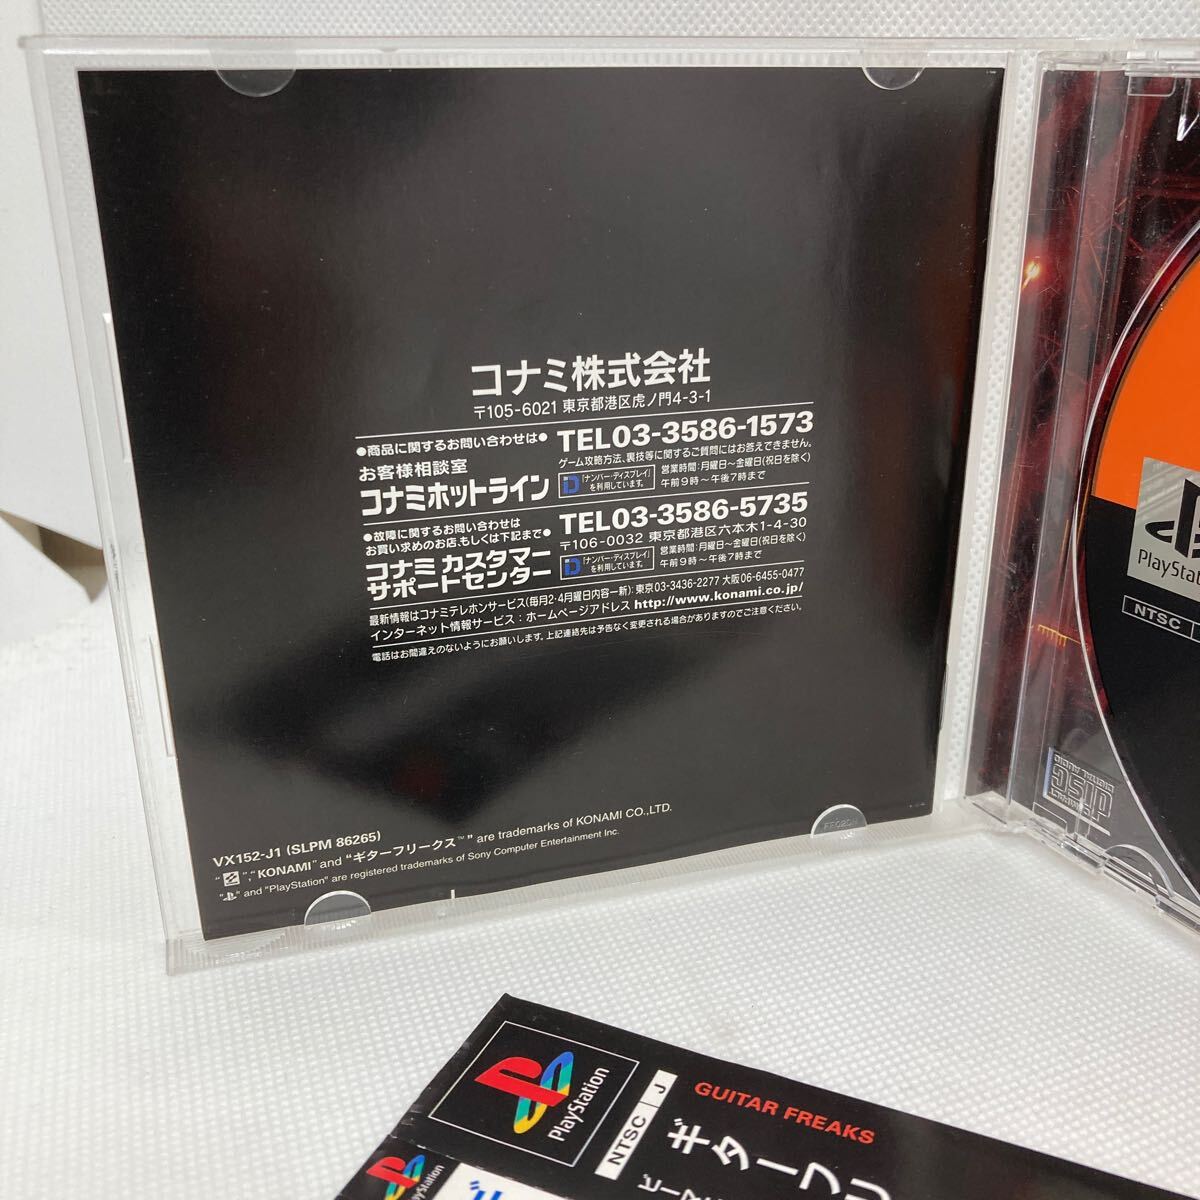 コナミ株式会社
〒105-6021 東京都港区虎ノ門4-3-1
●商品に関するお問い合わせは●
お客様相談室
コナミホットライン
TEL03-3586-1573
ゲーム攻略方法、裏技等に関するご質問にはお答えできません。
「ナンバー・ディスプレイ」を利用しています。
営業時間:月曜日〜金曜日(祝日を除く)
午前9時〜午後7時まで
●故障に関するお問い合わせは
お買い求めのお店、もしくは下記まで●
コナミ カスタマー
サポートセンター
TEL03-3586-5735
〒106-0032 東京都港区六本木1-4-30
「ナンバー・ディスプレイ」を利用しています。
営業時間:月曜日〜金曜日(祝日を除く)
午前9時〜午後7時まで
最新情報はコナミテレホンサービス(毎月2・4月曜日内容一新):東京03-3436-2277 大阪06-6455-0477
インターネット情報サービス:ホームページアドレス http://www.konami.co.jp/
電話はお間違えのないようにお願いします。上記連絡先は予告なく変更される場合がありますのでご注意ください。
VX152-J1 (SLPM 86265)
" ","KONAMI" and "ギターフリークス™" are trademarks of KONAMI CO.,LTD.
" " and "PlayStation" are registered trademarks of Sony Computer Entertainment Inc.
PlayStation
NTSC
disc
PlayStation
NTSC J
GUITAR FREAKS
ギターフリ
ビーマ
PlayStation